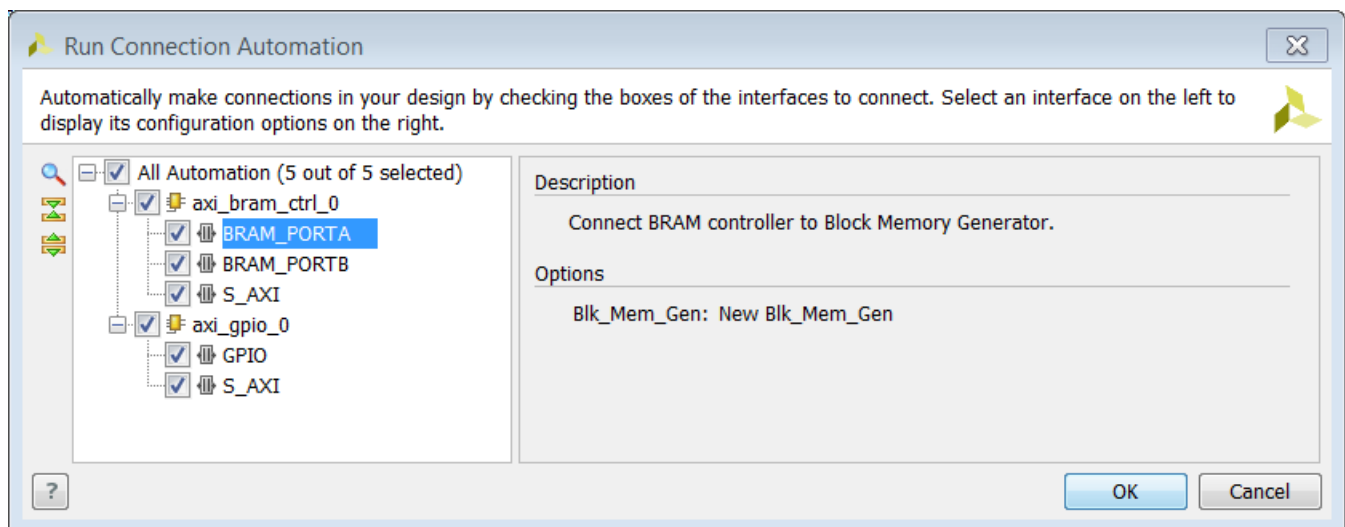 Run Connection Automation
Automatically make connections in your design by checking the boxes of the interfaces to connect. Select an interface on the left to
display its configuration options on the right.
All Automation (5 out of 5 selected)
axi_bram_ctrl_0
BRAM_PORTA
BRAM_PORTB
S_AXI
axi_gpio_0
GPIO
S_AXI
Description
Connect BRAM controller to Block Memory Generator.
Options
Blk_Mem_Gen: New Blk_Mem_Gen
?
OK
Cancel